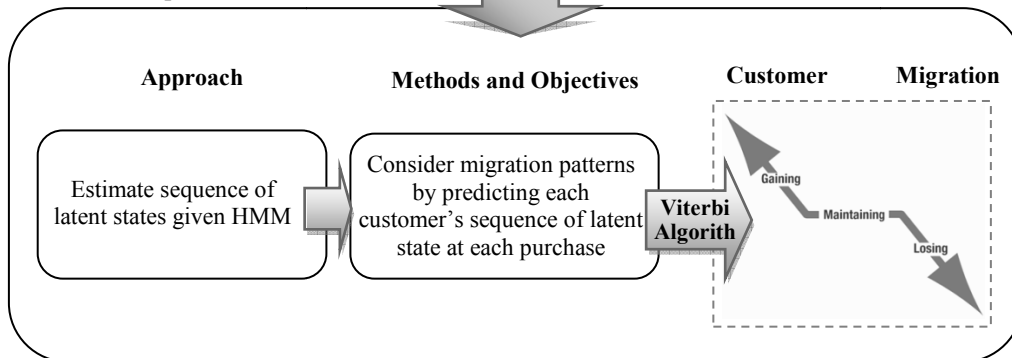 Approach
Methods and Objectives
Customer Migration
Estimate sequence of
latent states given HMM
Consider migration patterns
by predicting each
customer's sequence of latent
state at each purchase
Viterbi
Algorith
Gaining
Maintaining
Losing